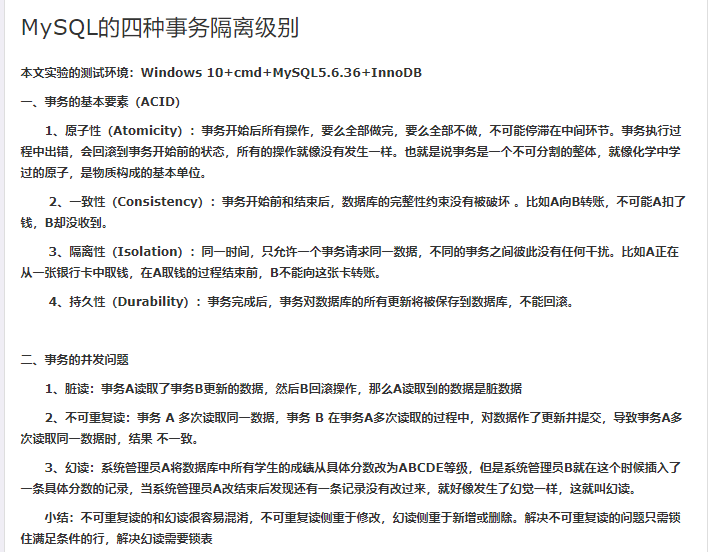 MySQL的四种事务隔离级别
本文实验的测试环境：Windows 10+cmd+MySQL5.6.36+InnoDB
一、事务的基本要素（ACID）
1、原子性（Atomicity）：事务开始后所有操作，要么全部做完，要么全部不做，不可能停滞在中间环节。事务执行过
程中出错，会回滚到事务开始前的状态，所有的操作就像没有发生一样。也就是说事务是一个不可分割的整体，就像化学中学
过的原子，是物质构成的基本单位。
2、一致性（Consistency）：事务开始前和结束后，数据库的完整性约束没有被破坏 。比如A向B转账，不可能A扣了
钱，B却没收到。
3、隔离性（Isolation）：同一时间，只允许一个事务请求同一数据，不同的事务之间彼此没有任何干扰。比如A正在
从一张银行卡中取钱，在A取钱的过程结束前，B不能向这张卡转账。
4、持久性（Durability）：事务完成后，事务对数据库的所有更新将被保存到数据库，不能回滚。
二、事务的并发问题
1、脏读：事务A读取了事务B更新的数据，然后B回滚操作，那么A读取到的数据是脏数据
2、不可重复读：事务 A 多次读取同一数据，事务 B 在事务A多次读取的过程中，对数据作了更新并提交，导致事务A多
次读取同一数据时，结果 不一致。
3、幻读：系统管理员A将数据库中所有学生的成绩从具体分数改为ABCDE等级，但是系统管理员B就在这个时候插入了
一条具体分数的记录，当系统管理员A改结束后发现还有一条记录没有改过来，就好像发生了幻觉一样，这就叫幻读。
小结：不可重复读的和幻读很容易混淆，不可重复读侧重于修改，幻读侧重于新增或删除。解决不可重复读的问题只需锁
住满足条件的行，解决幻读需要锁表